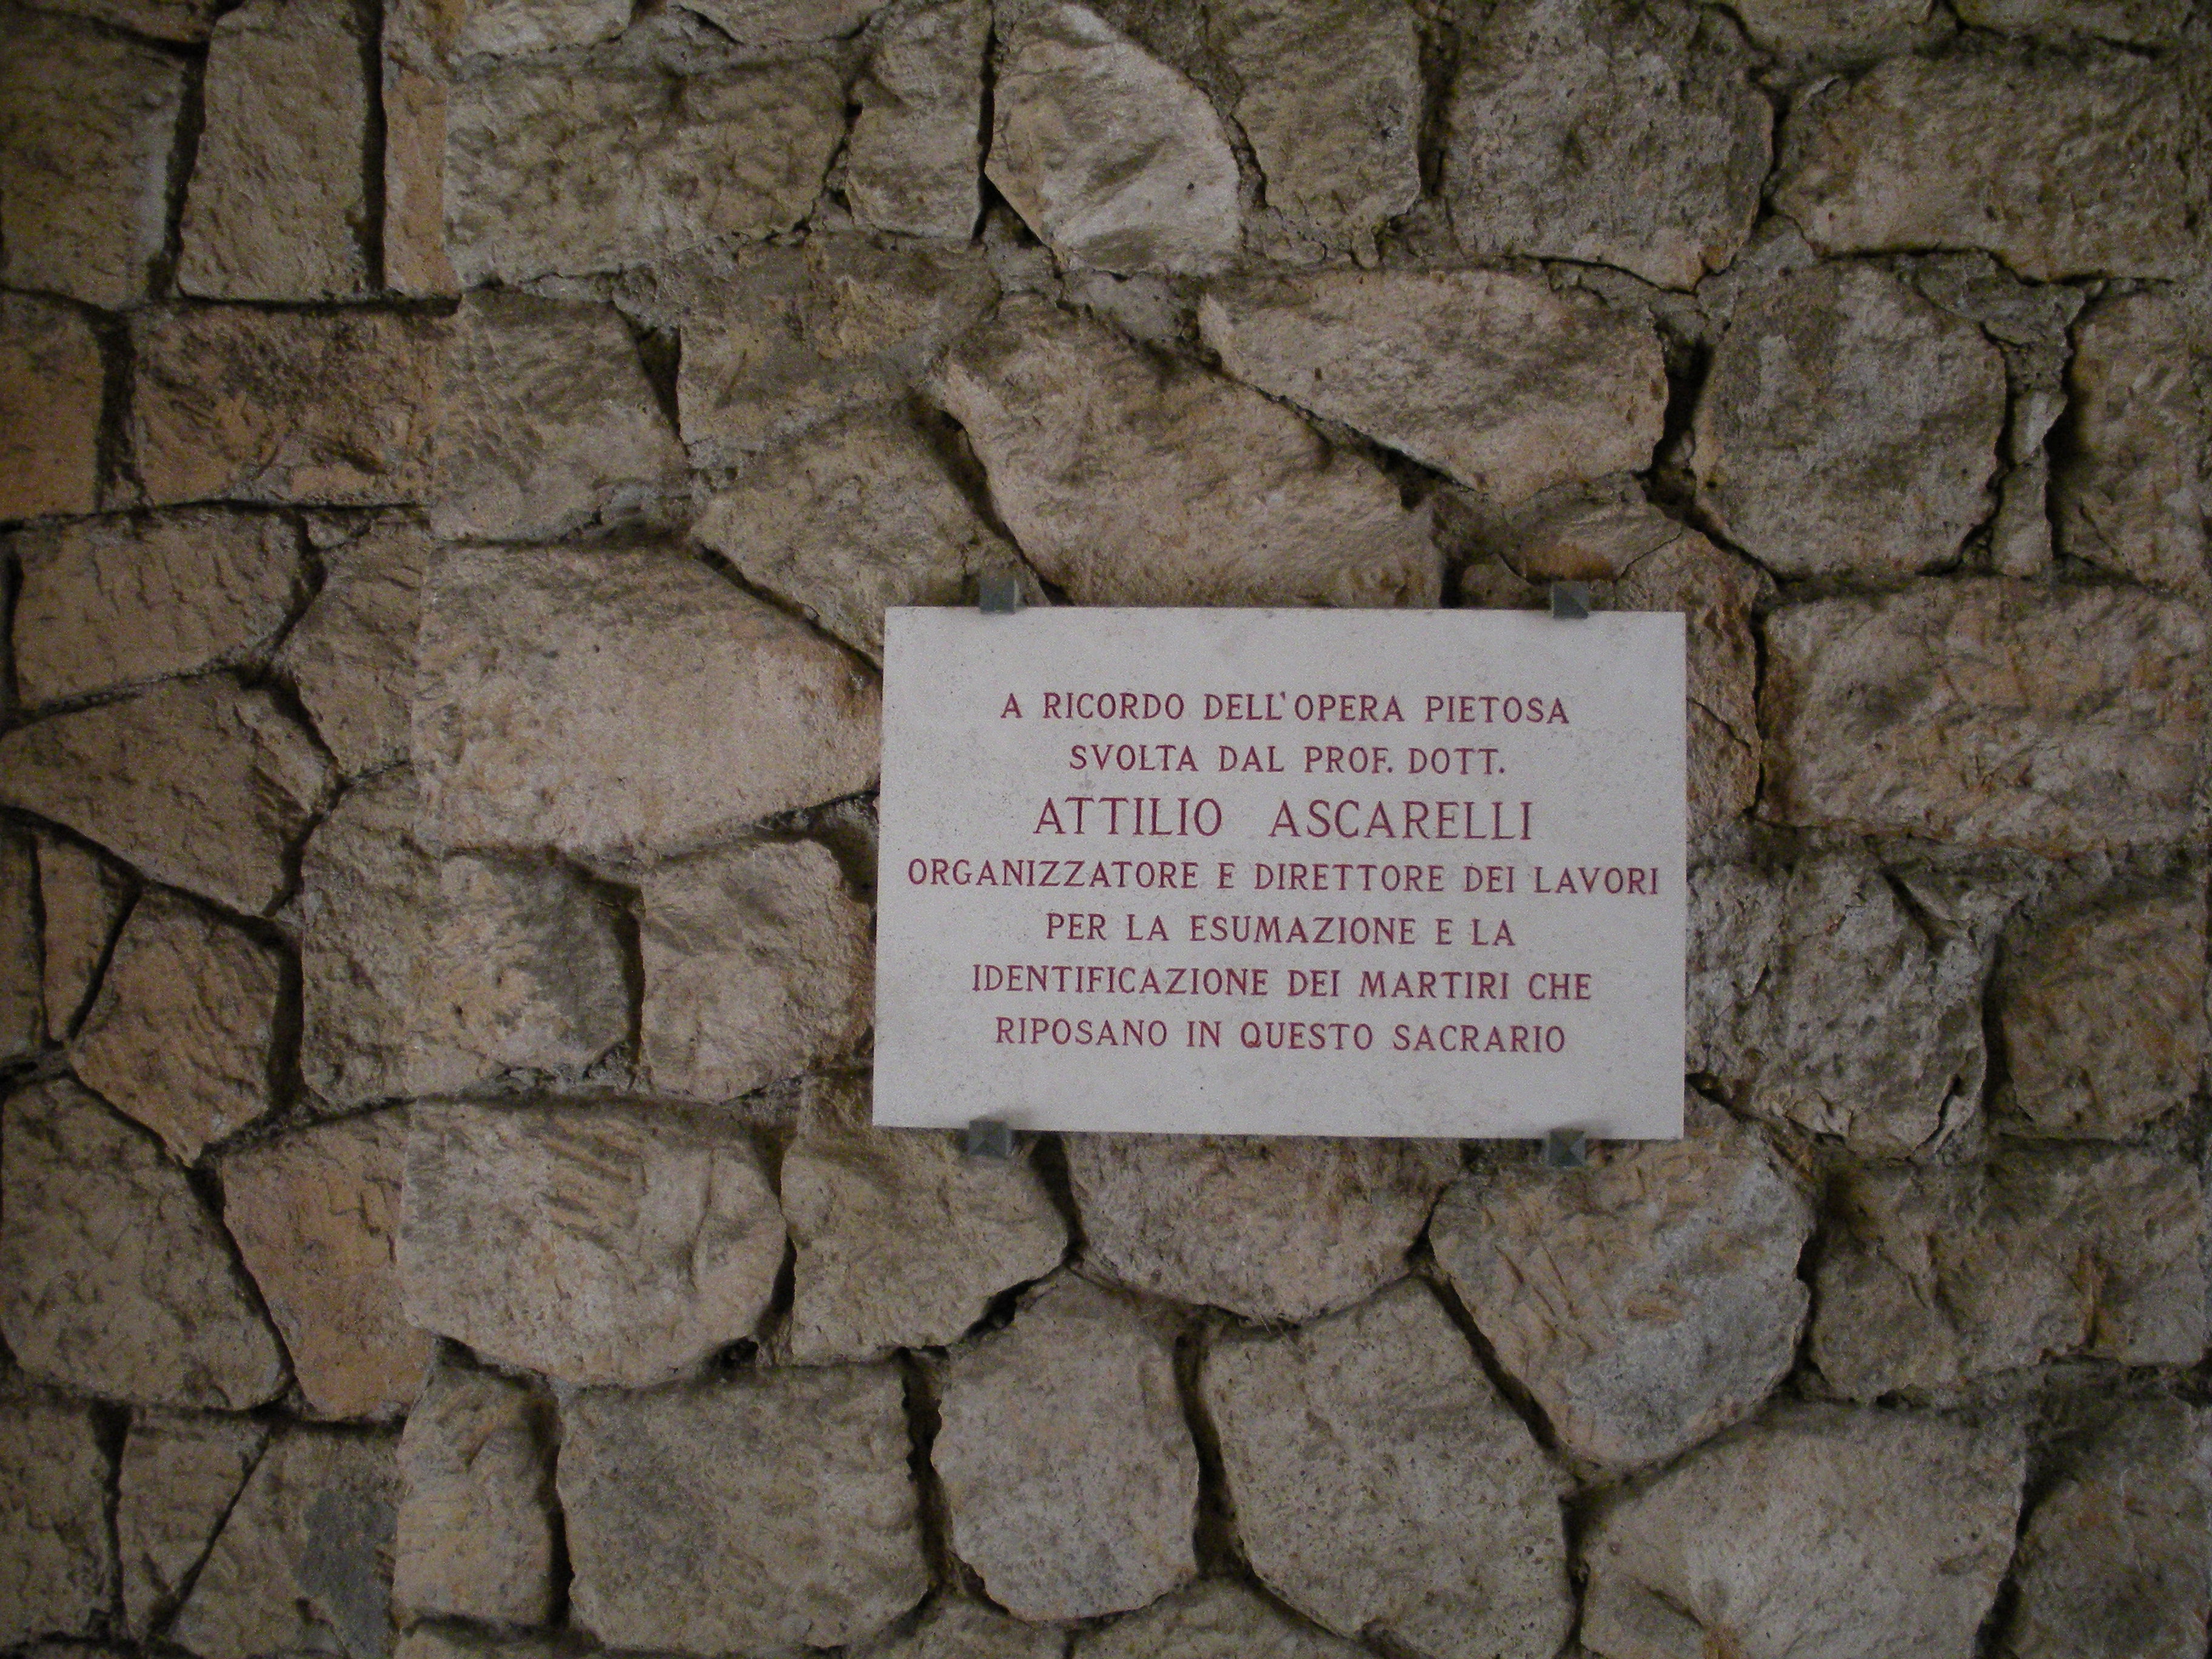 A RICORDO DELL'OPERA PIETOSA
SVOLTA DAL PROF. DOTT.
ATTILIO ASCARELLI
ORGANIZZATORE E DIRETTORE DEI LAVORI
PER LA ESUMAZIONE E LA
IDENTIFICAZIONE DEI MARTIRI CHE
RIPOSANO IN QUESTO SACRARIO